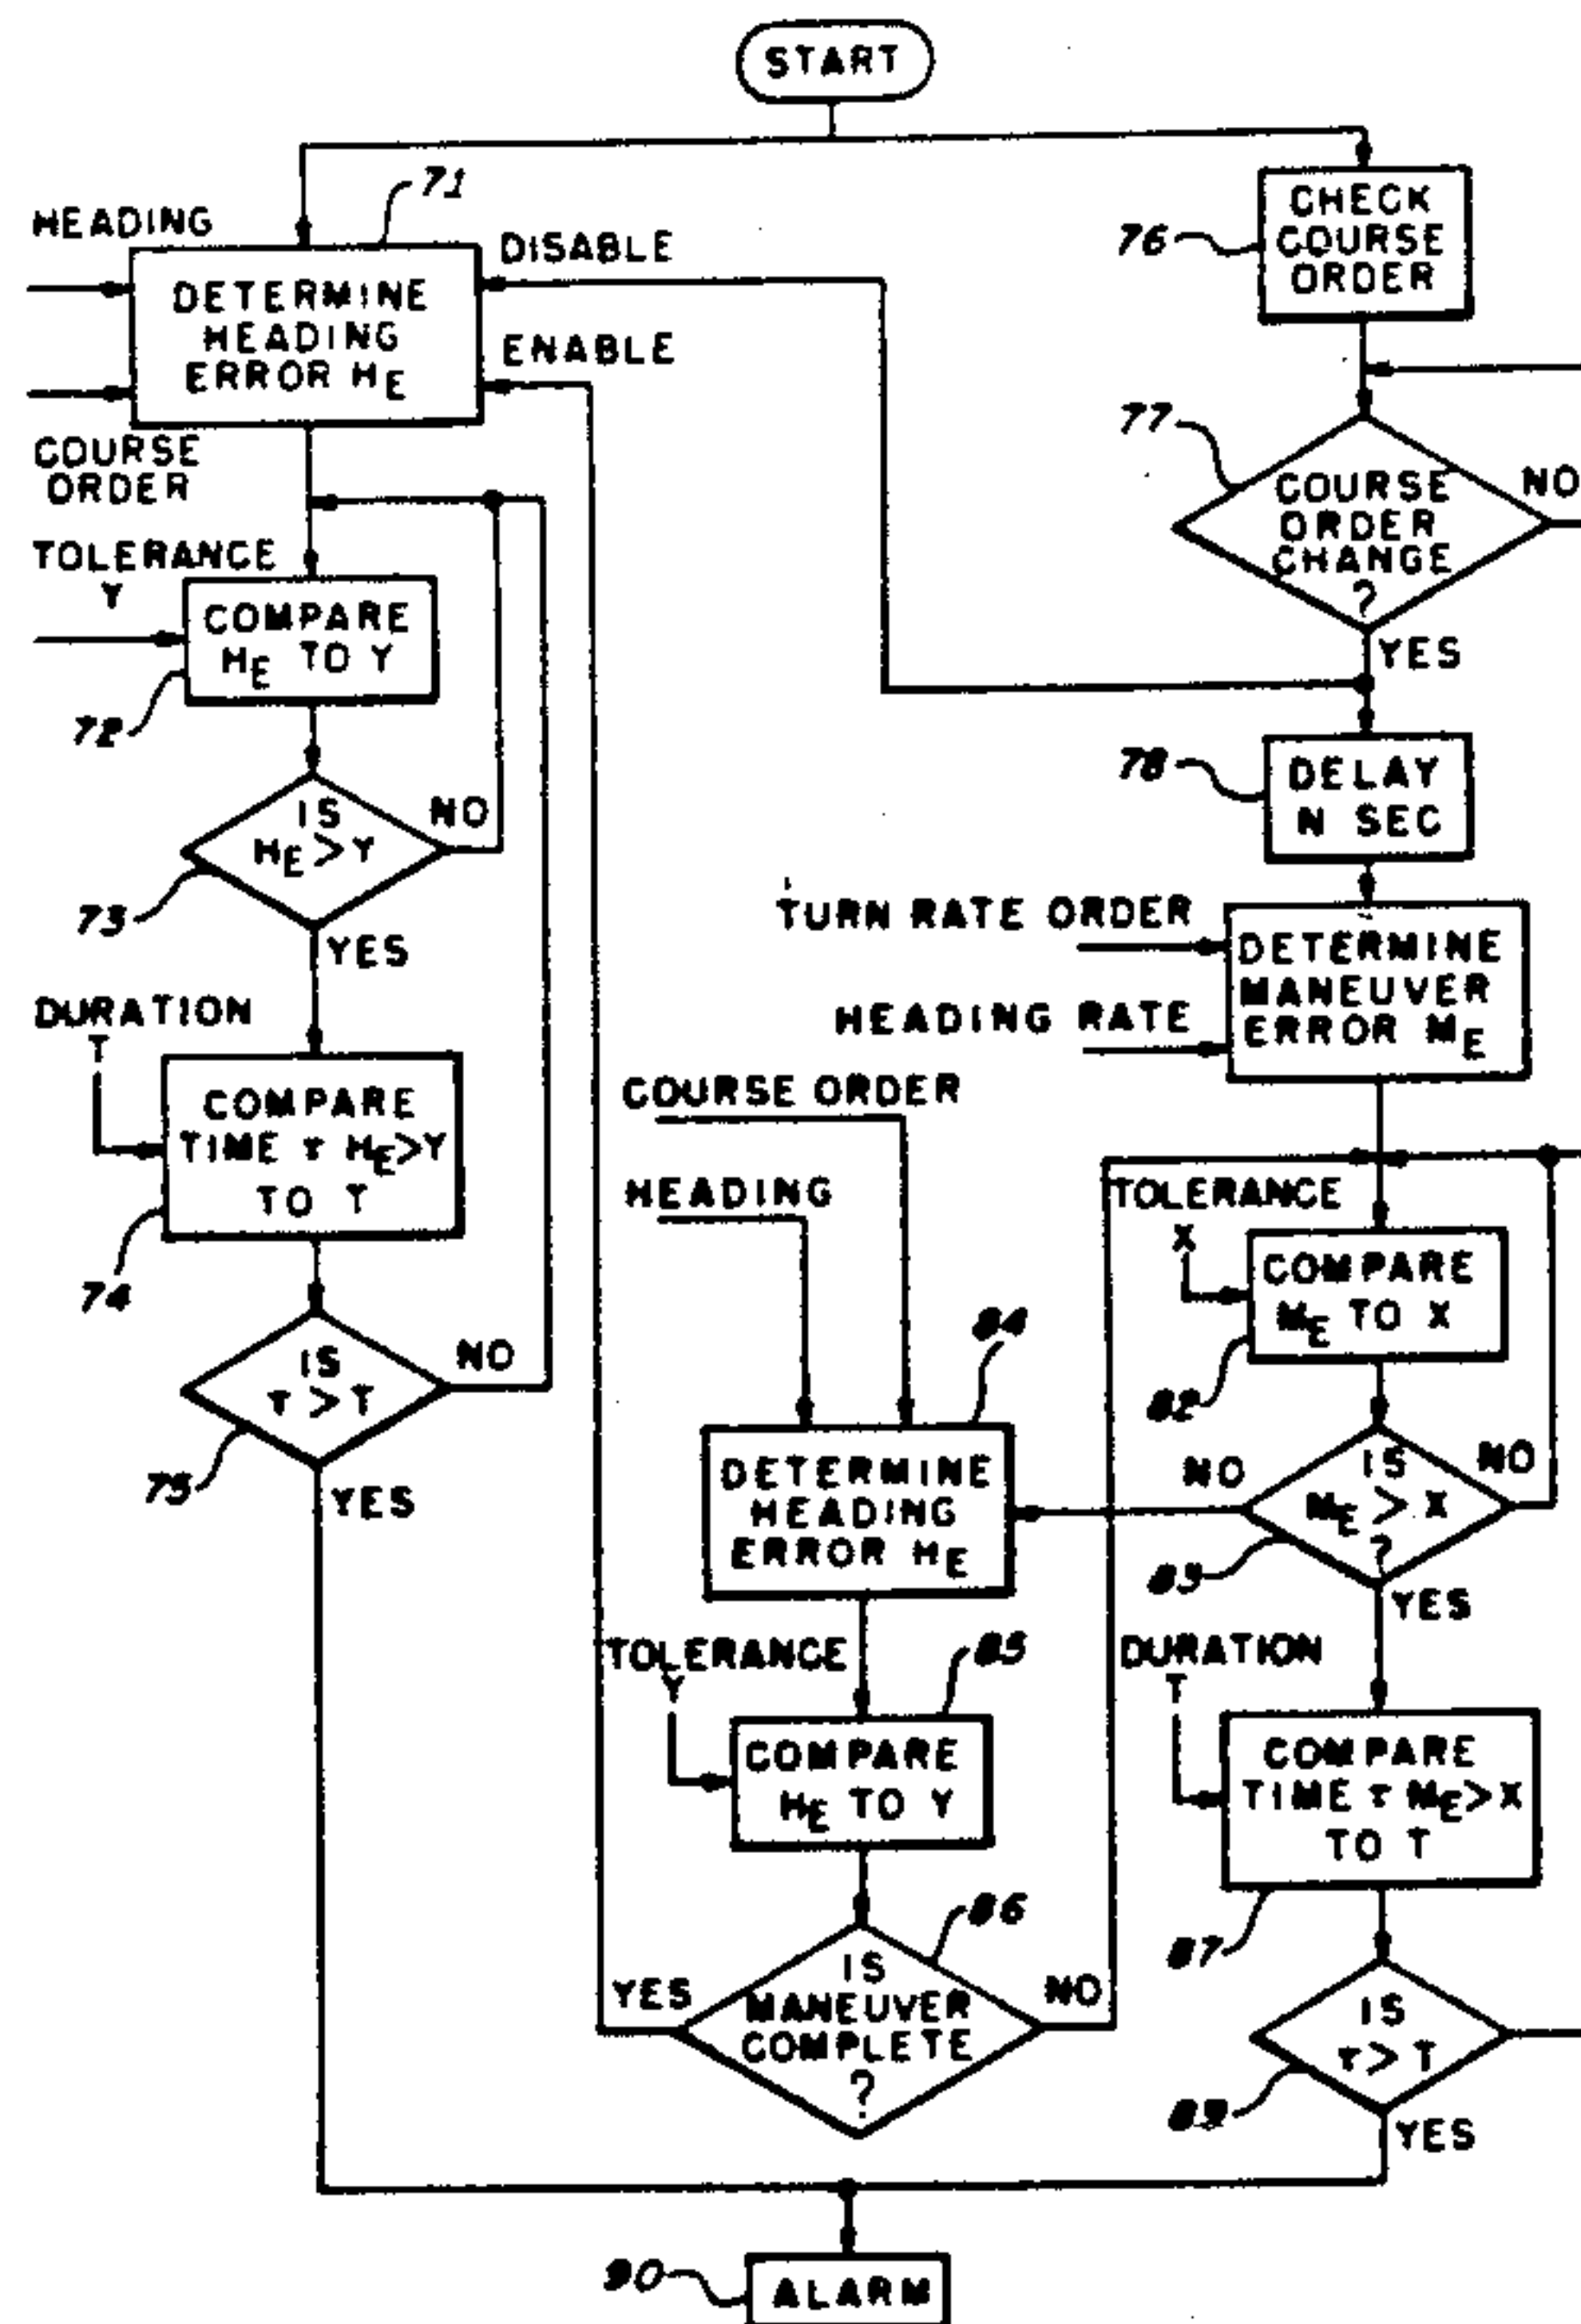 START
71
HEADING
DISABLE
DETERMINE
HEADING
ERROR HE
ENABLE
COURSE
ORDER
TOLERANCE
Y
COMPARE
HE TO Y
72
IS
HE > Y
NO
73
YES
DURATION
T
COMPARE
TIME τ HE>Y
TO T
74
IS
τ > T
NO
75
YES
76
CHECK
COURSE
ORDER
77
COURSE
ORDER
CHANGE
?
NO
YES
78
DELAY
N SEC
TURN RATE ORDER
HEADING RATE
DETERMINE
MANEUVER
ERROR ME
COURSE ORDER
HEADING
TOLERANCE
X
COMPARE
ME TO X
82
84
DETERMINE
HEADING
ERROR HE
NO
IS
ME > X
?
NO
83
YES
TOLERANCE
Y
85
COMPARE
HE TO Y
DURATION
T
COMPARE
TIME τ ME>X
TO T
87
86
YES
IS
MANEUVER
COMPLETE
?
NO
IS
τ > T
89
YES
90
ALARM